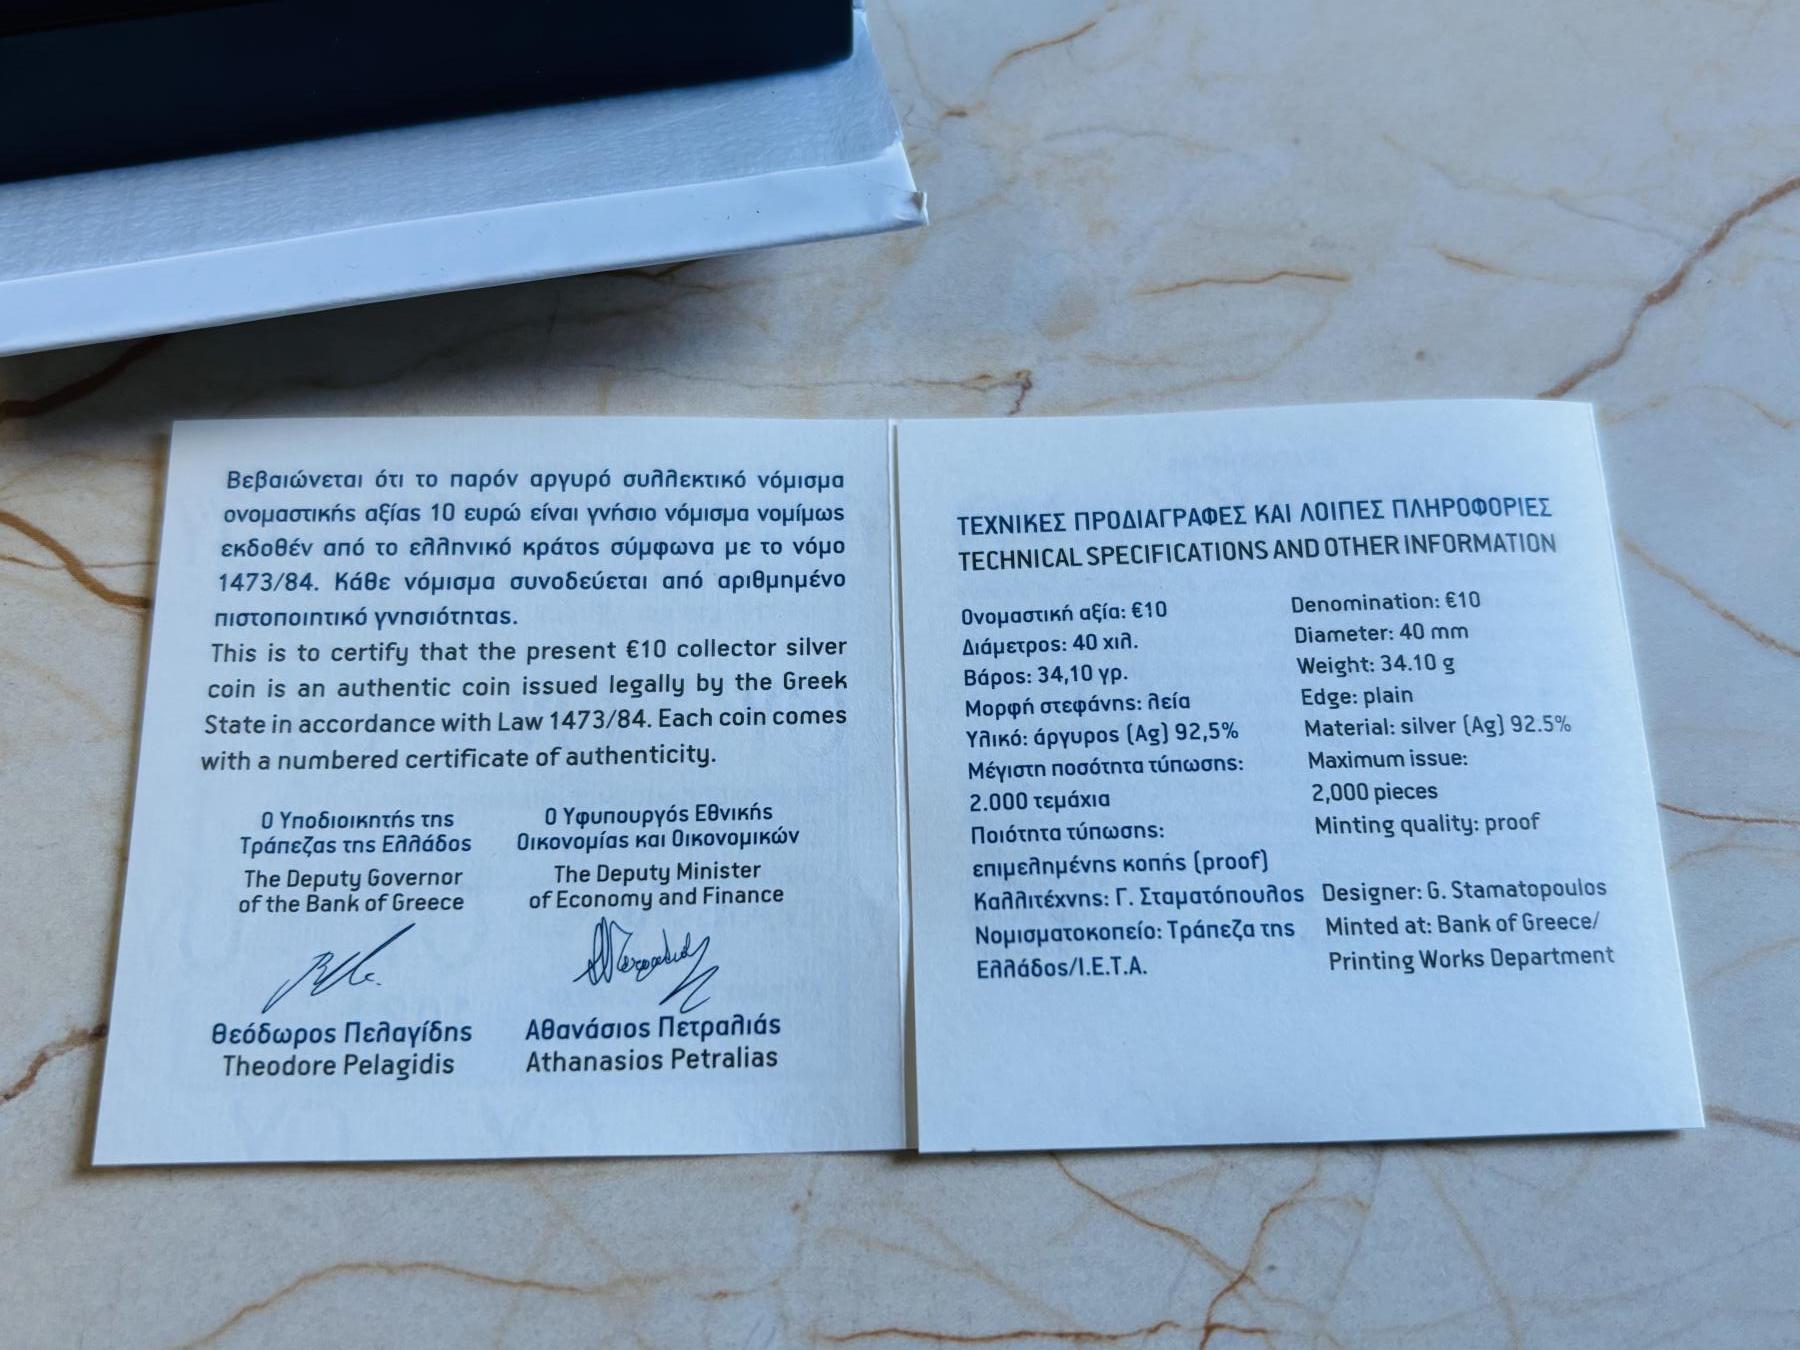 Βεβαιώνεται ότι το παρόν αργυρό συλλεκτικό νόμισμα
ονομαστικής αξίας 10 ευρώ είναι γνήσιο νόμισμα νομίμως
εκδοθέν από το ελληνικό κράτος σύμφωνα με το νόμο
1473/84. Κάθε νόμισμα συνοδεύεται από αριθμημένο
πιστοποιητικό γνησιότητας.
This is to certify that the present €10 collector silver
coin is an authentic coin issued legally by the Greek
State in accordance with Law 1473/84. Each coin comes
with a numbered certificate of authenticity.
Ο Υποδιοικητής της
Τράπεζας της Ελλάδος
The Deputy Governor
of the Bank of Greece
Θεόδωρος Πελαγίδης
Theodore Pelagidis
Ο Υφυπουργός Εθνικής
Οικονομίας και Οικονομικών
The Deputy Minister
of Economy and Finance
Αθανάσιος Πετραλιάς
Athanasios Petralias
ΤΕΧΝΙΚΕΣ ΠΡΟΔΙΑΓΡΑΦΕΣ ΚΑΙ ΛΟΙΠΕΣ ΠΛΗΡΟΦΟΡΙΕΣ
TECHNICAL SPECIFICATIONS AND OTHER INFORMATION
Ονομαστική αξία: €10
Διάμετρος: 40 χιλ.
Βάρος: 34,10 γρ.
Μορφή στεφάνης: λεία
Υλικό: άργυρος (Ag) 92,5%
Μέγιστη ποσότητα τύπωσης:
2.000 τεμάχια
Ποιότητα τύπωσης:
επιμελημένης κοπής (proof)
Καλλιτέχνης: Γ. Σταματόπουλος
Νομισματοκοπείο: Τράπεζα της
Ελλάδος/Ι.Ε.Τ.Α.
Denomination: €10
Diameter: 40 mm
Weight: 34.10 g
Edge: plain
Material: silver (Ag) 92.5%
Maximum issue:
2,000 pieces
Minting quality: proof
Designer: G. Stamatopoulos
Minted at: Bank of Greece/
Printing Works Department